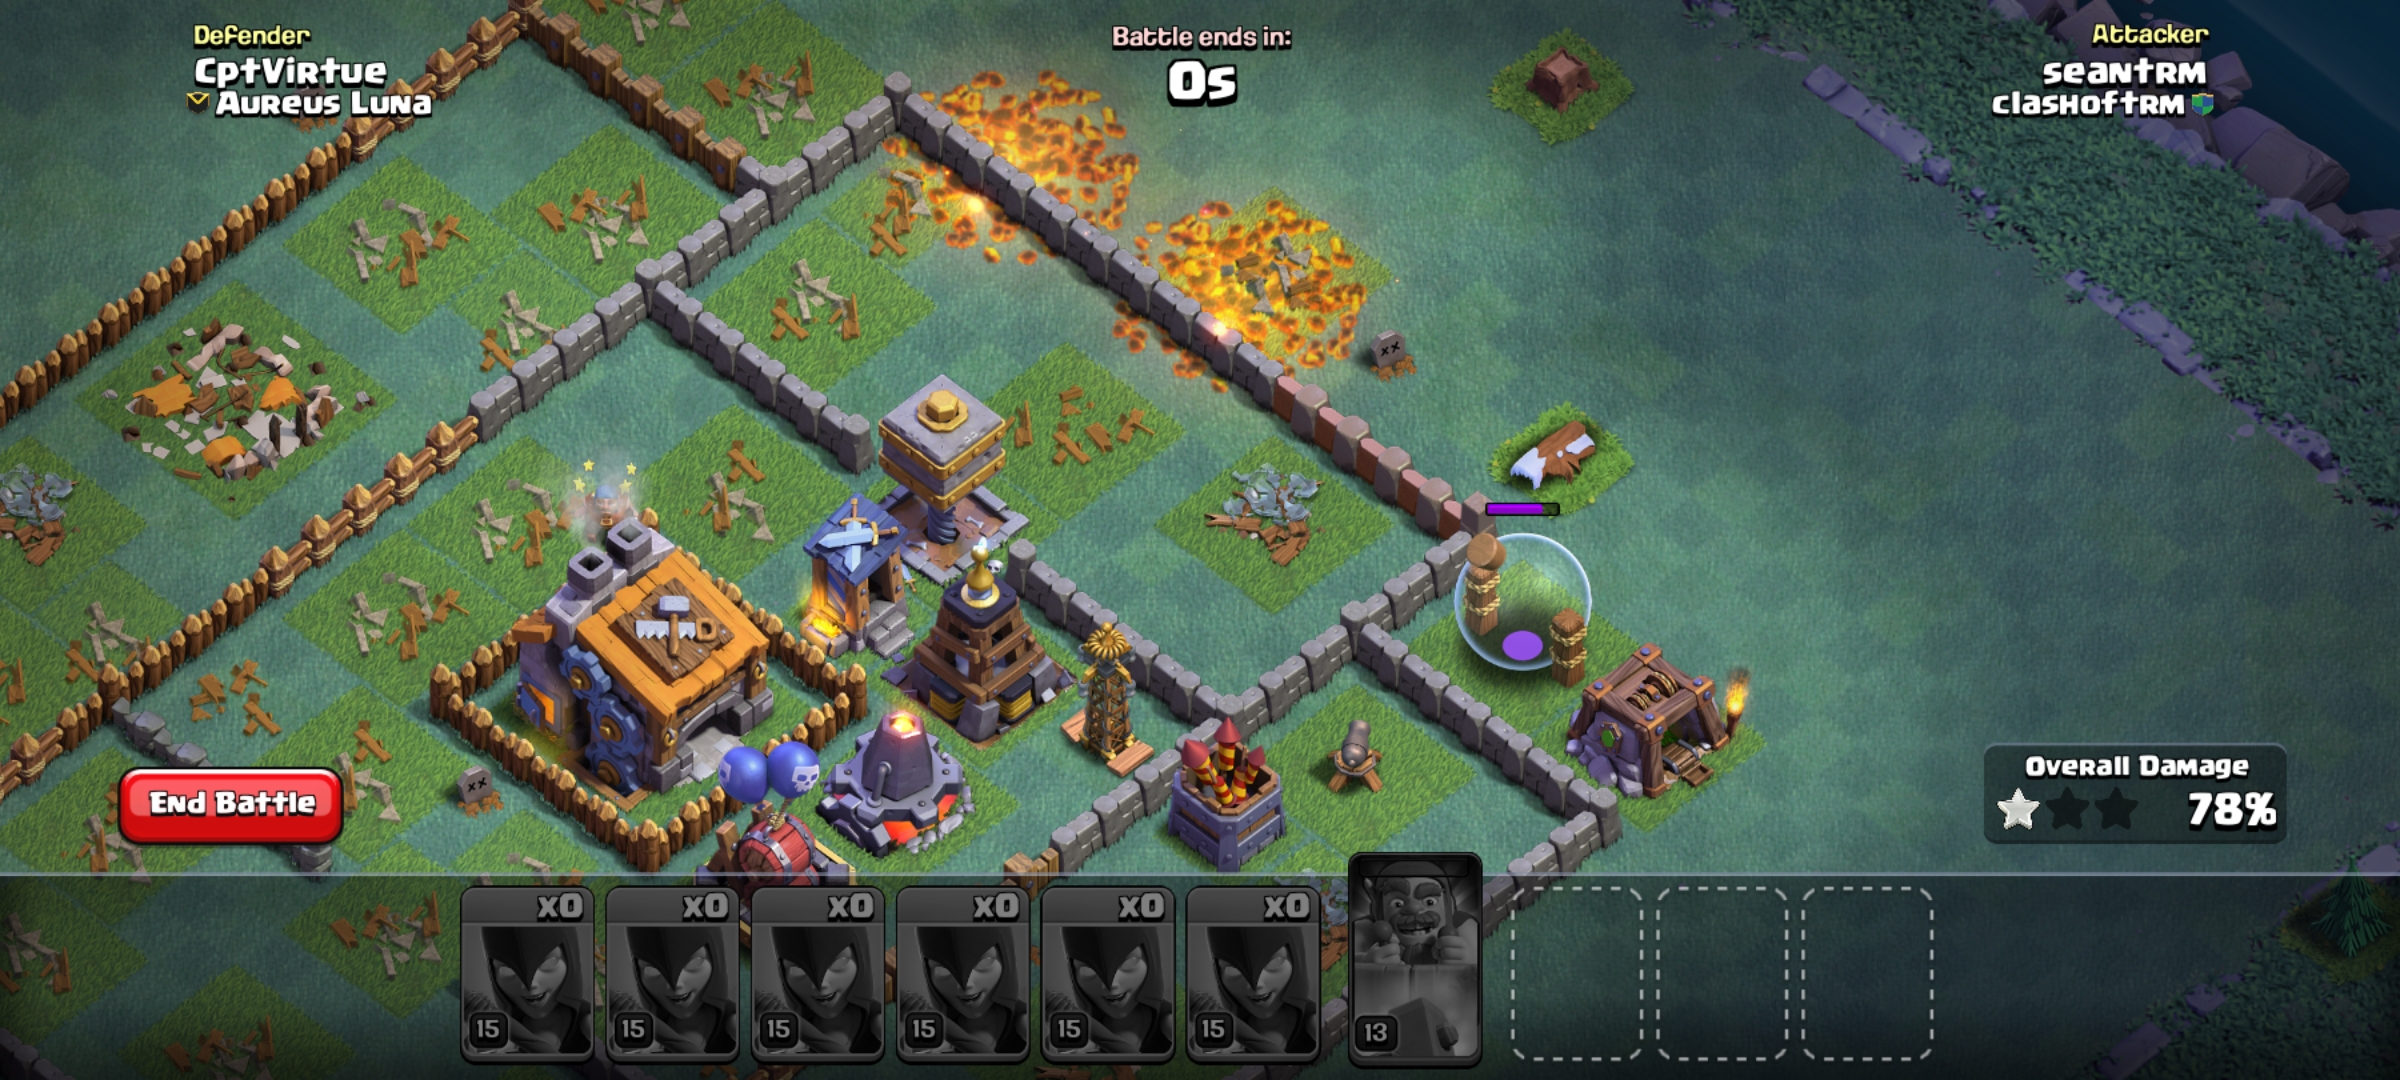 Defender
CptVirtue
Aureus Luna
Battle ends in:
0s
Attacker
seantRM
clashoftRM
End Battle
Overall Damage
78%
x0
x0
x0
x0
x0
x0
15
15
15
15
15
15
13